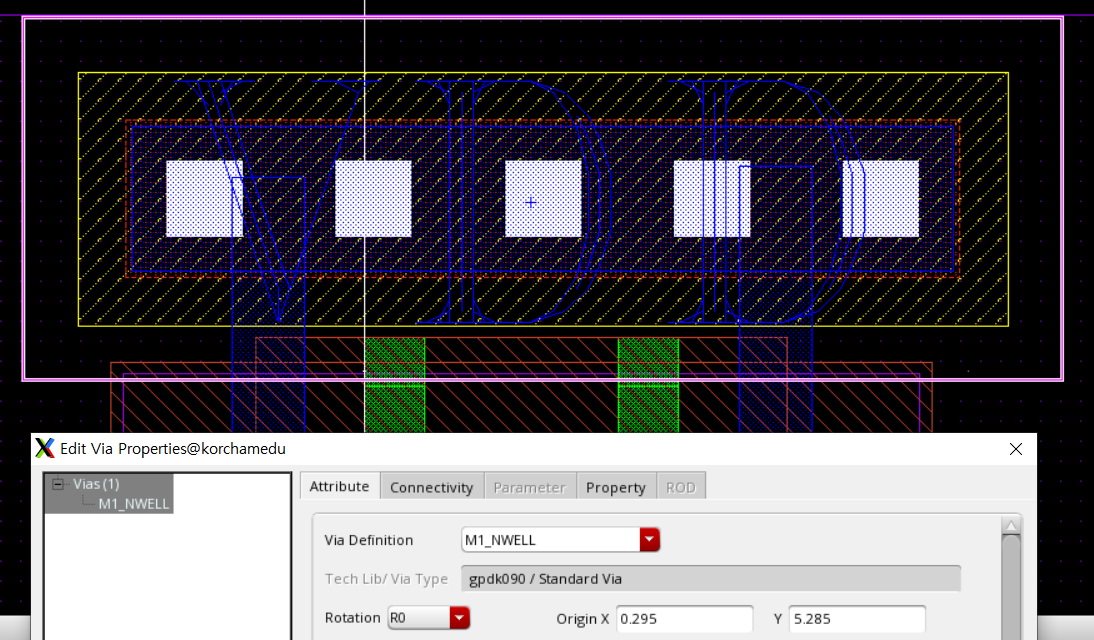 VDD
Edit Via Properties@korchamedu
Vias (1)
M1_NWELL
Attribute
Connectivity
Parameter
Property
ROD
Via Definition
M1_NWELL
Tech Lib/ Via Type
gpdk090 / Standard Via
Rotation
R0
Origin X
0.295
Y
5.285